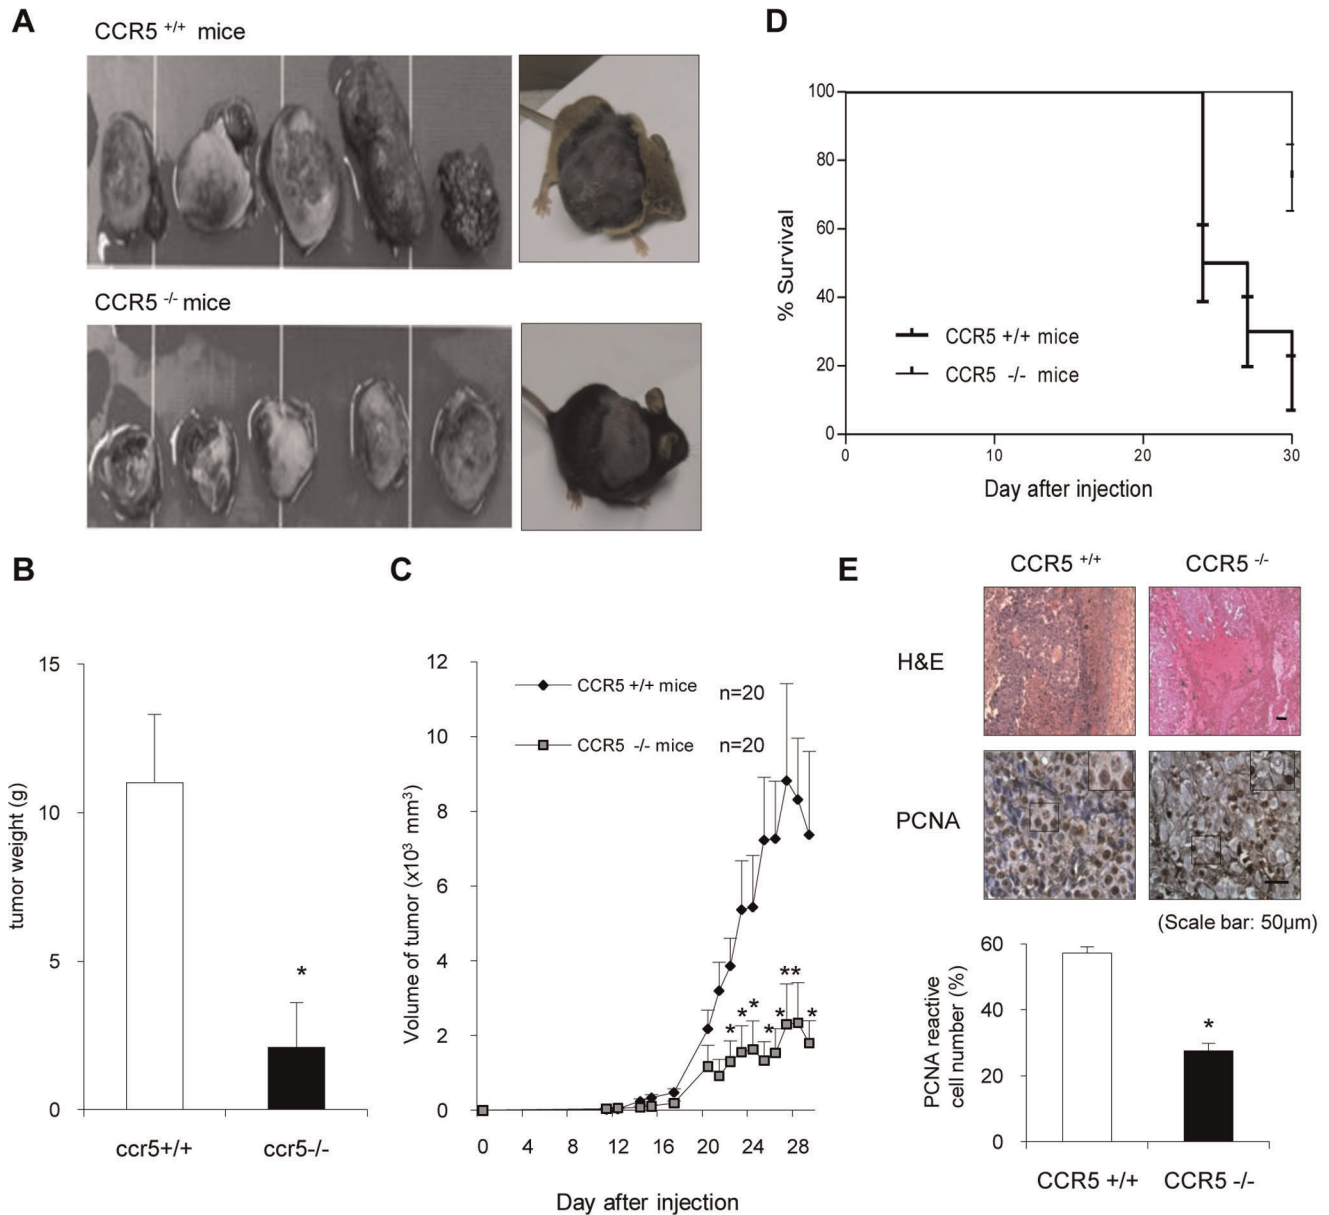 A
CCR5 +/+ mice
CCR5 -/- mice
D
100
80
60
40
20
0
% Survival
CCR5 +/+ mice
CCR5 -/- mice
0 10 20 30
Day after injection
B
15
10
5
0
tumor weight (g)
ccr5+/+ ccr5-/-
*
C
12
10
8
6
4
2
0
Volume of tumor (x10³ mm³)
CCR5 +/+ mice n=20
CCR5 -/- mice n=20
* * * * * ** *
0 4 8 12 16 20 24 28
Day after injection
E
CCR5 +/+ CCR5 -/-
H&E
PCNA
(Scale bar: 50µm)
60
40
20
0
PCNA reactive
cell number (%)
*
CCR5 +/+ CCR5 -/-